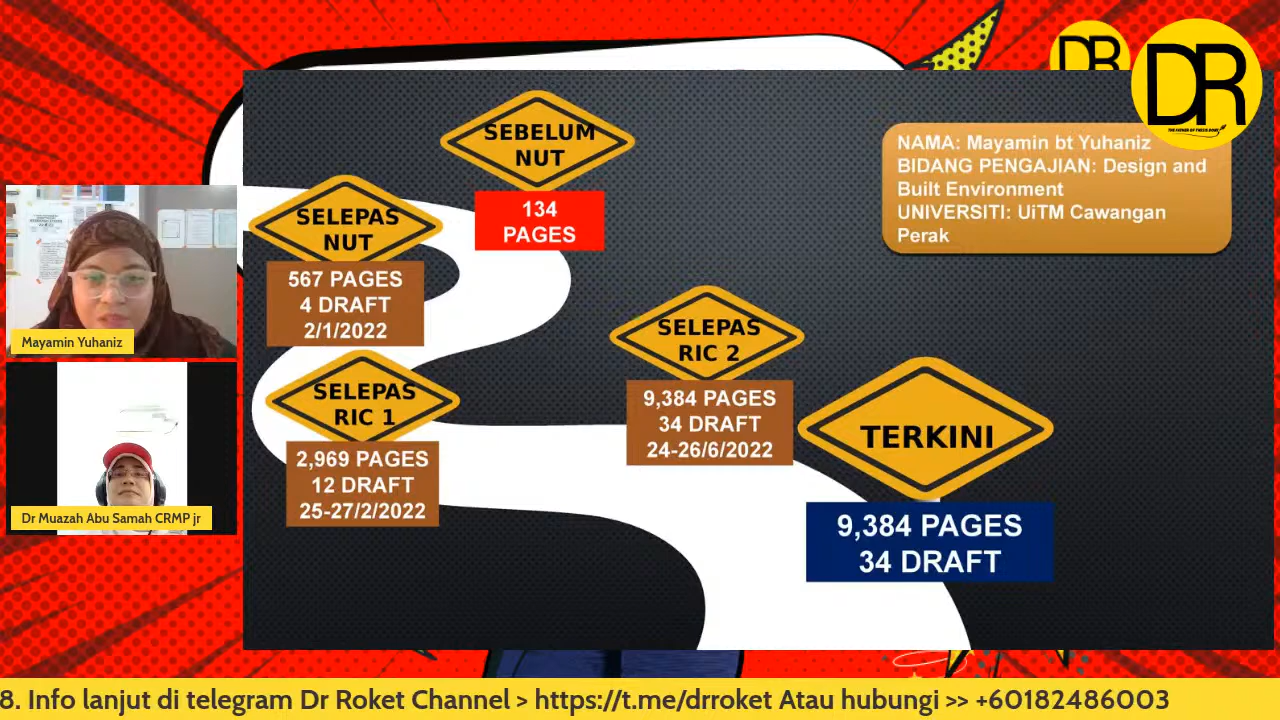 SEBELUM
NUT
134
PAGES
SELEPAS
NUT
567 PAGES
4 DRAFT
2/1/2022
SELEPAS
RIC 1
2,969 PAGES
12 DRAFT
25-27/2/2022
SELEPAS
RIC 2
9,384 PAGES
34 DRAFT
24-26/6/2022
TERKINI
9,384 PAGES
34 DRAFT
NAMA: Mayamin bt Yuhaniz
BIDANG PENGAJIAN: Design and
Built Environment
UNIVERSITI: UiTM Cawangan
Perak
DR
DR
Mayamin Yuhaniz
Dr Muazah Abu Samah CRMP jr
8. Info lanjut di telegram Dr Roket Channel > https://t.me/drroket Atau hubungi >> +60182486003